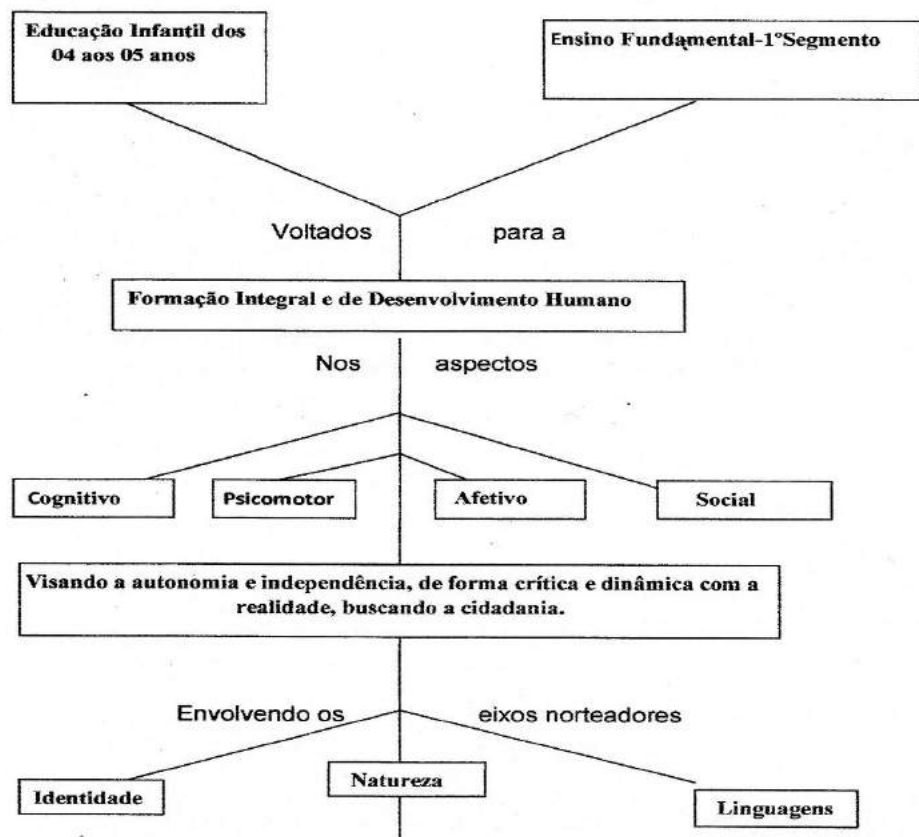 Educação Infantil dos
04 aos 05 anos
Ensino Fundamental-1ºSegmento
Voltados para a
Formação Integral e de Desenvolvimento Humano
Nos aspectos
Cognitivo
Psicomotor
Afetivo
Social
Visando a autonomia e independência, de forma crítica e dinâmica com a
realidade, buscando a cidadania.
Envolvendo os eixos norteadores
Identidade
Natureza
Linguagens